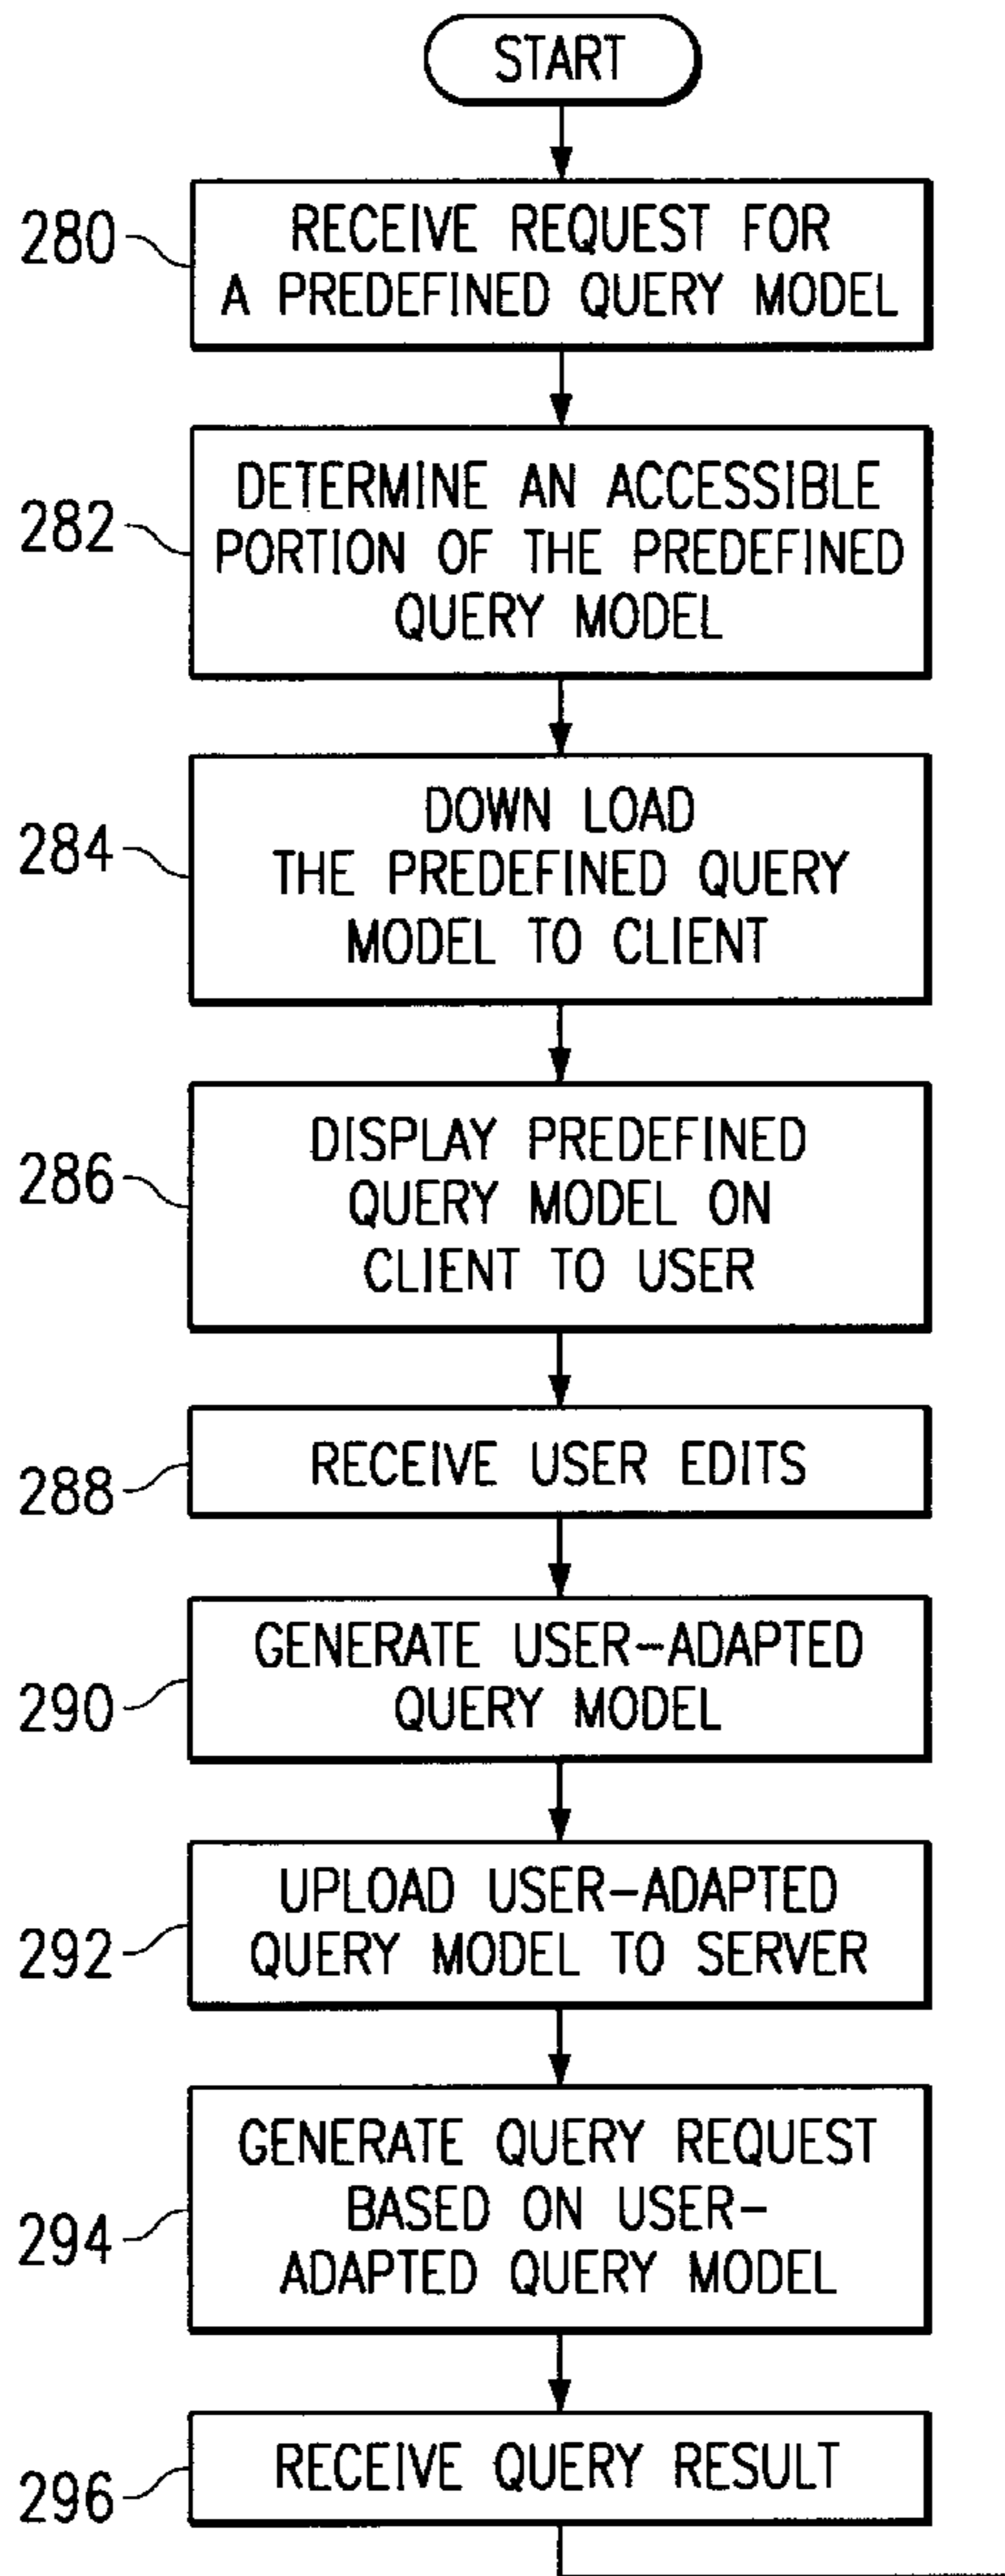 START
280
RECEIVE REQUEST FOR
A PREDEFINED QUERY MODEL
282
DETERMINE AN ACCESSIBLE
PORTION OF THE PREDEFINED
QUERY MODEL
284
DOWN LOAD
THE PREDEFINED QUERY
MODEL TO CLIENT
286
DISPLAY PREDEFINED
QUERY MODEL ON
CLIENT TO USER
288
RECEIVE USER EDITS
290
GENERATE USER-ADAPTED
QUERY MODEL
292
UPLOAD USER-ADAPTED
QUERY MODEL TO SERVER
294
GENERATE QUERY REQUEST
BASED ON USER-
ADAPTED QUERY MODEL
296
RECEIVE QUERY RESULT